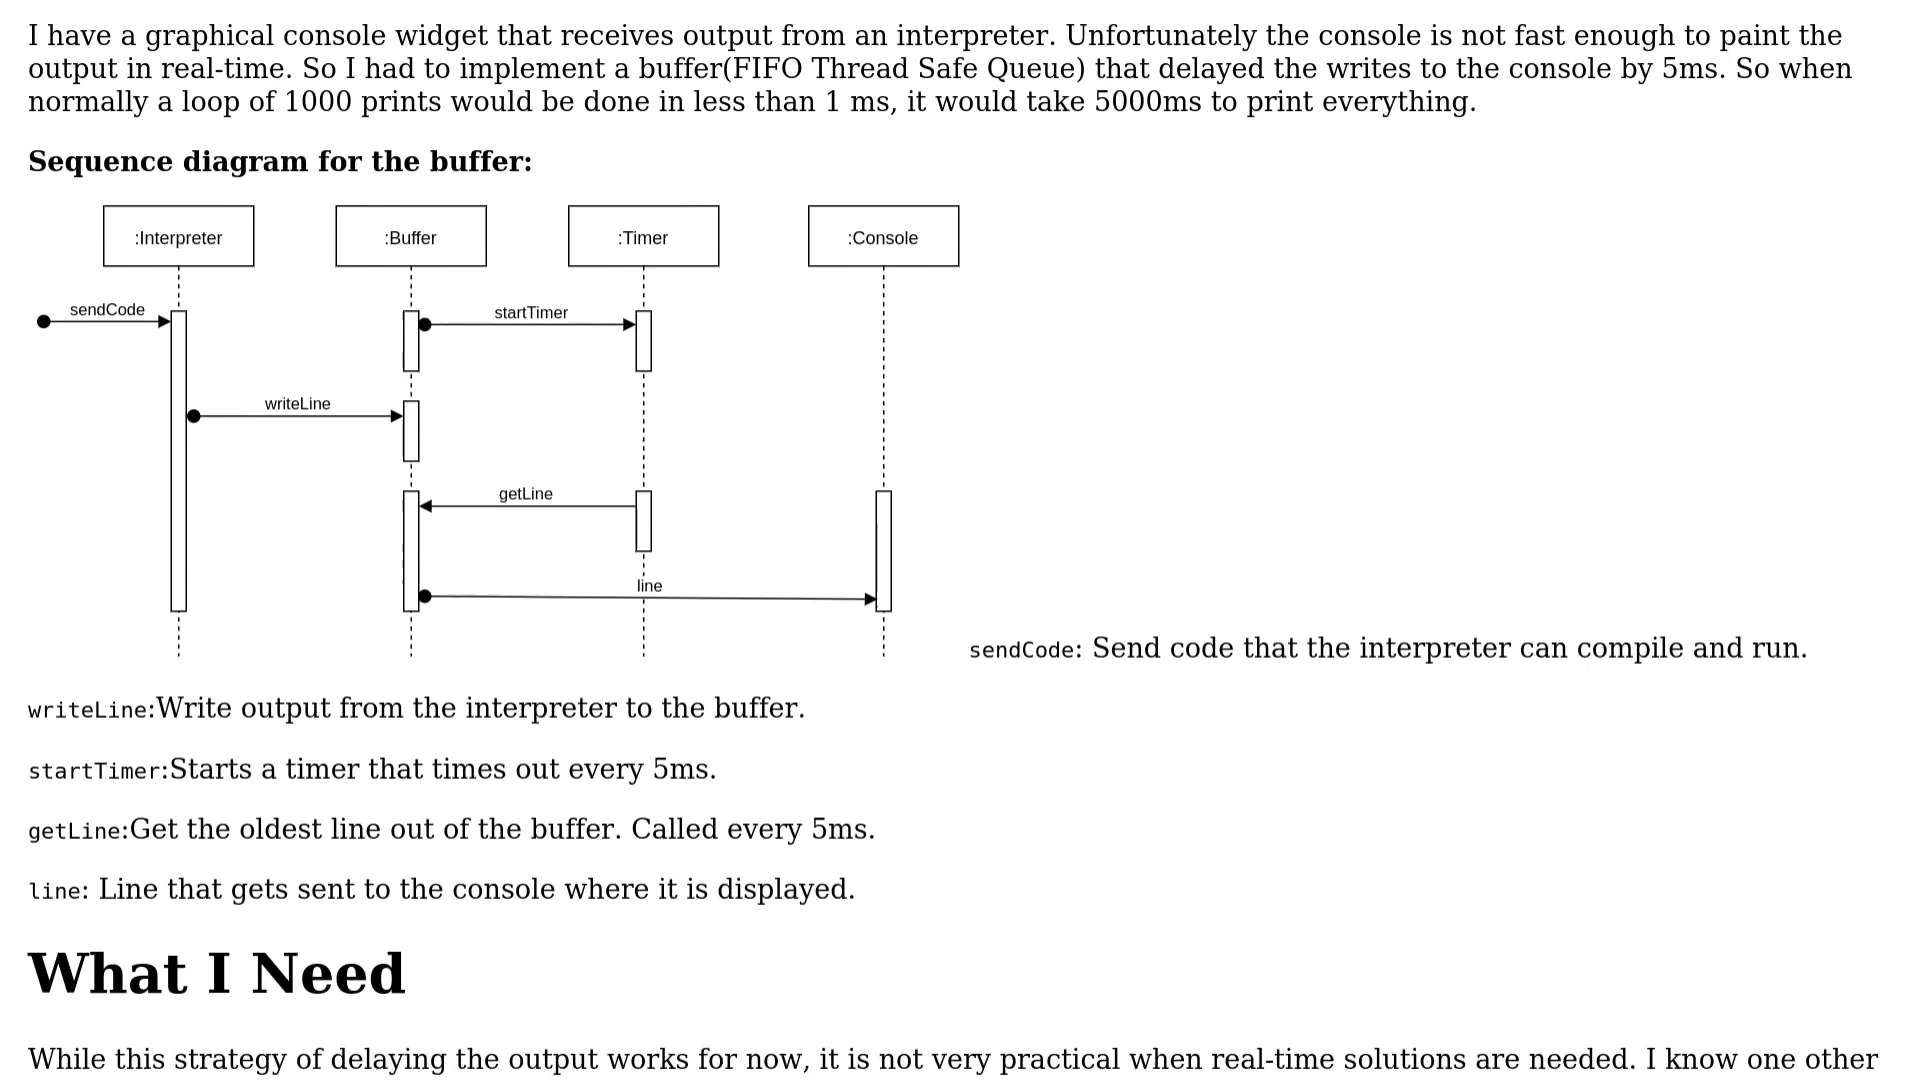 I have a graphical console widget that receives output from an interpreter. Unfortunately the console is not fast enough to paint the
output in real-time. So I had to implement a buffer(FIFO Thread Safe Queue) that delayed the writes to the console by 5ms. So when
normally a loop of 1000 prints would be done in less than 1 ms, it would take 5000ms to print everything.
Sequence diagram for the buffer:
:Interpreter :Buffer :Timer :Console
sendCode
startTimer
writeLine
getLine
line
sendCode: Send code that the interpreter can compile and run.
writeLine:Write output from the interpreter to the buffer.
startTimer:Starts a timer that times out every 5ms.
getLine:Get the oldest line out of the buffer. Called every 5ms.
line: Line that gets sent to the console where it is displayed.
What I Need
While this strategy of delaying the output works for now, it is not very practical when real-time solutions are needed. I know one other